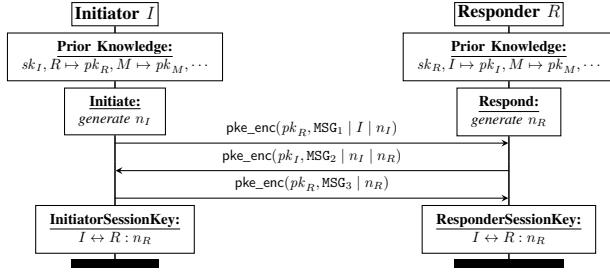 Initiator I
Responder R
Prior Knowledge:
sk_I, R ↦ pk_R, M ↦ pk_M, ⋯
Prior Knowledge:
sk_R, I ↦ pk_I, M ↦ pk_M, ⋯
Initiate:
generate n_I
Respond:
generate n_R
pke_enc(pk_R, MSG_1 | I | n_I)
pke_enc(pk_I, MSG_2 | n_I | n_R)
pke_enc(pk_R, MSG_3 | n_R)
InitiatorSessionKey:
I ↔ R : n_R
ResponderSessionKey:
I ↔ R : n_R